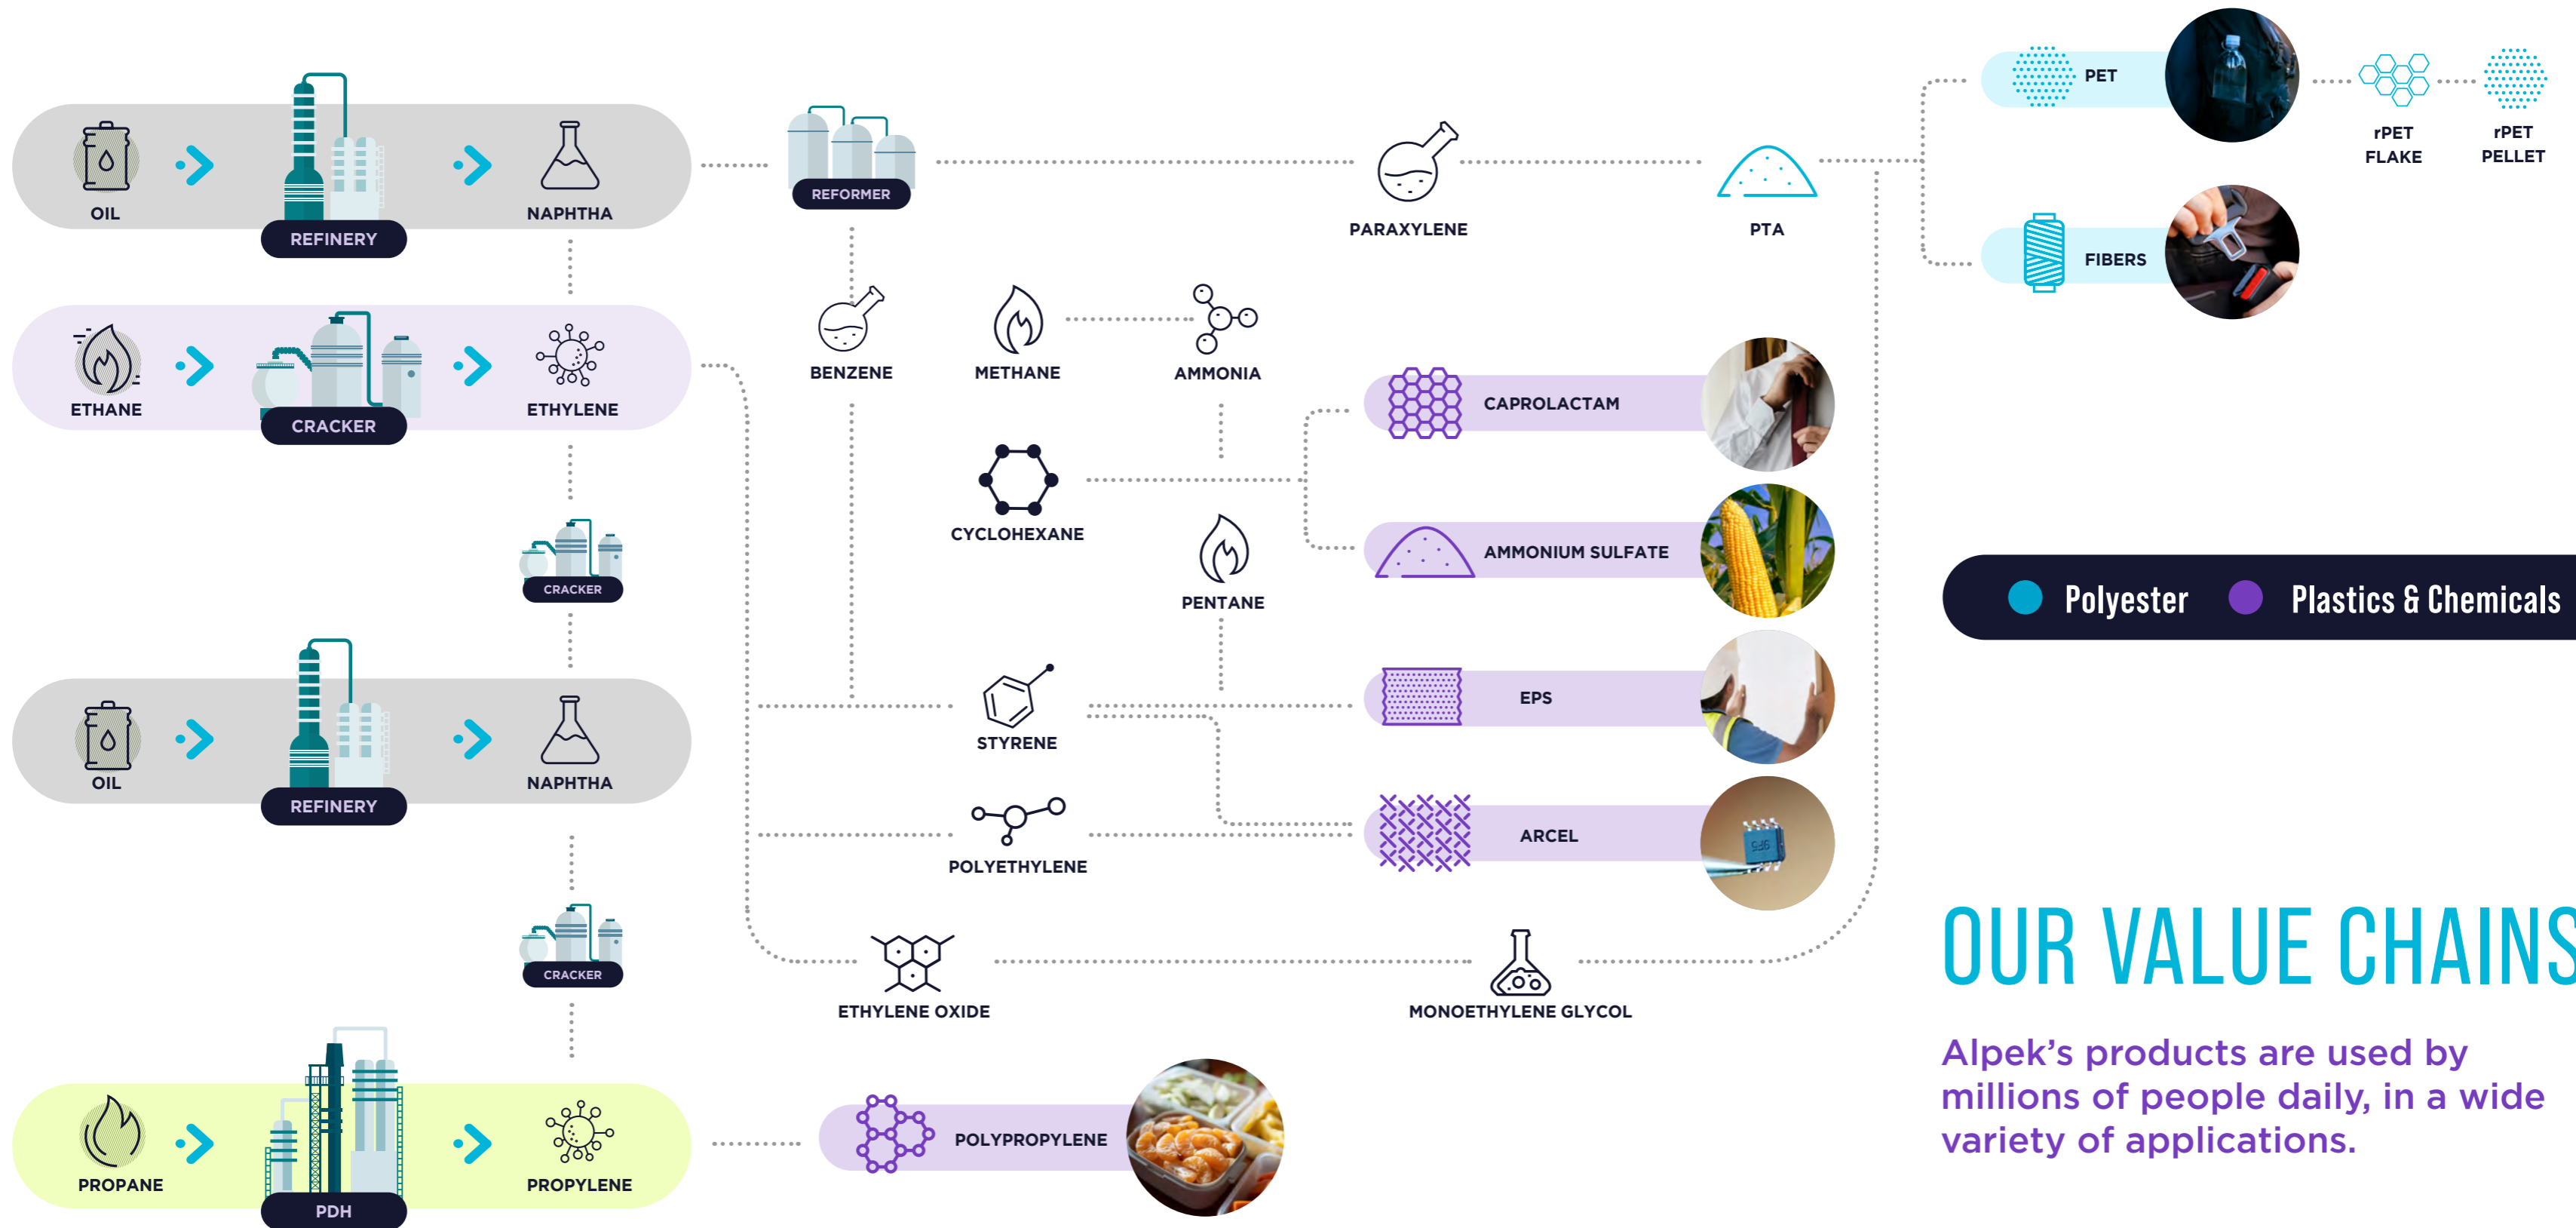 OIL
REFINERY
NAPHTHA
REFORMER
PARAXYLENE
PTA
PET
rPET
FLAKE
rPET
PELLET
FIBERS
ETHANE
CRACKER
ETHYLENE
BENZENE
METHANE
AMMONIA
CAPROLACTAM
CYCLOHEXANE
AMMONIUM SULFATE
CRACKER
PENTANE
Polyester
Plastics & Chemicals
OIL
REFINERY
NAPHTHA
STYRENE
EPS
POLYETHYLENE
ARCEL
CRACKER
ETHYLENE OXIDE
MONOETHYLENE GLYCOL
OUR VALUE CHAINS
Alpek’s products are used by
millions of people daily, in a wide
variety of applications.
PROPANE
PDH
PROPYLENE
POLYPROPYLENE